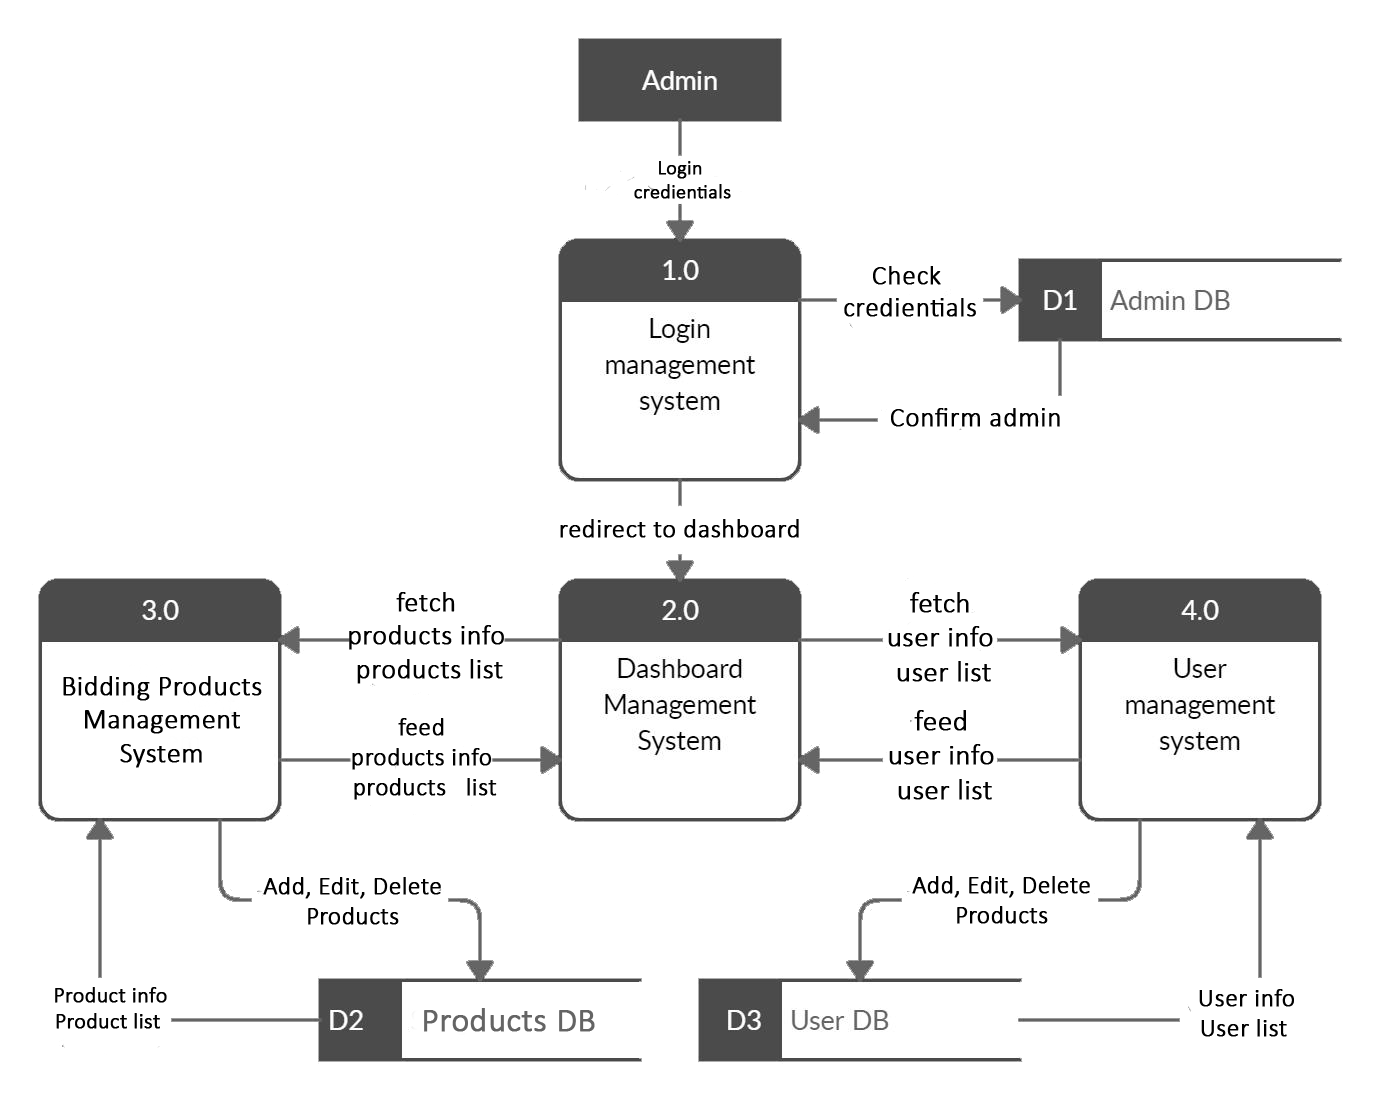 Admin
Login
credientials
1.0
Login
management
system
Check
credientials
D1
Admin DB
Confirm admin
redirect to dashboard
3.0
Bidding Products
Management
System
fetch
products info
products list
feed
products info
products list
2.0
Dashboard
Management
System
fetch
user info
user list
feed
user info
user list
4.0
User
management
system
Add, Edit, Delete
Products
Add, Edit, Delete
Products
Product info
Product list
D2
Products DB
D3
User DB
User info
User list